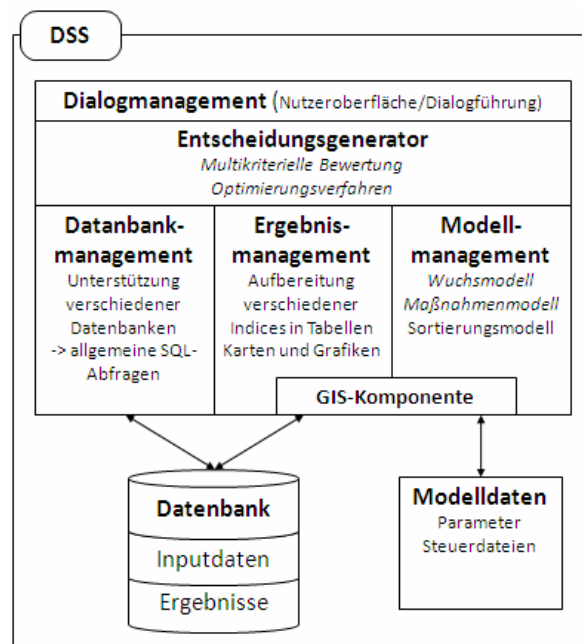 DSS
Dialogmanagement (Nutzeroberfläche/Dialogführung)
Entscheidungsgenerator
Multikriterielle Bewertung
Optimierungsverfahren
Datanbank-
management
Unterstützung
verschiedener
Datenbanken
-> allgemeine SQL-
Abfragen
Ergebnis-
management
Aufbereitung
verschiedener
Indices in Tabellen
Karten und Grafiken
Modell-
management
Wuchsmodell
Maßnahmenmodell
Sortierungsmodell
GIS-Komponente
Datenbank
Inputdaten
Ergebnisse
Modelldaten
Parameter
Steuerdateien